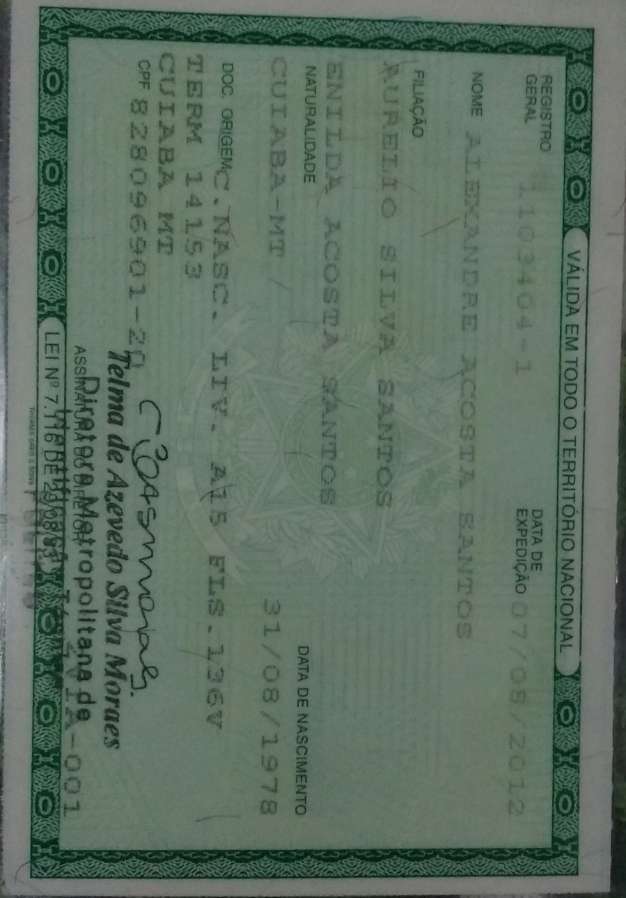 VÁLIDA EM TODO O TERRITÓRIO NACIONAL
REGISTRO GERAL 1103404-1 DATA DE EXPEDIÇÃO 07/08/2012
NOME ALEXANDRE ACOSTA SANTOS
FILIAÇÃO
AURELIO SILVA SANTOS
ENILDA ACOSTA SANTOS
NATURALIDADE DATA DE NASCIMENTO
CUIABA-MT 31/08/1978
DOC. ORIGEM C.NASC. LIV. A15 FLS.136V
TERM 14153
CUIABA MT
CPF 828096901-20
Telma de Azevedo Silva Moraes
Diretora Metropolitana de
ASSINATURA DO DIRETOR
VIA-001
LEI Nº 7.116 DE 29/08/83